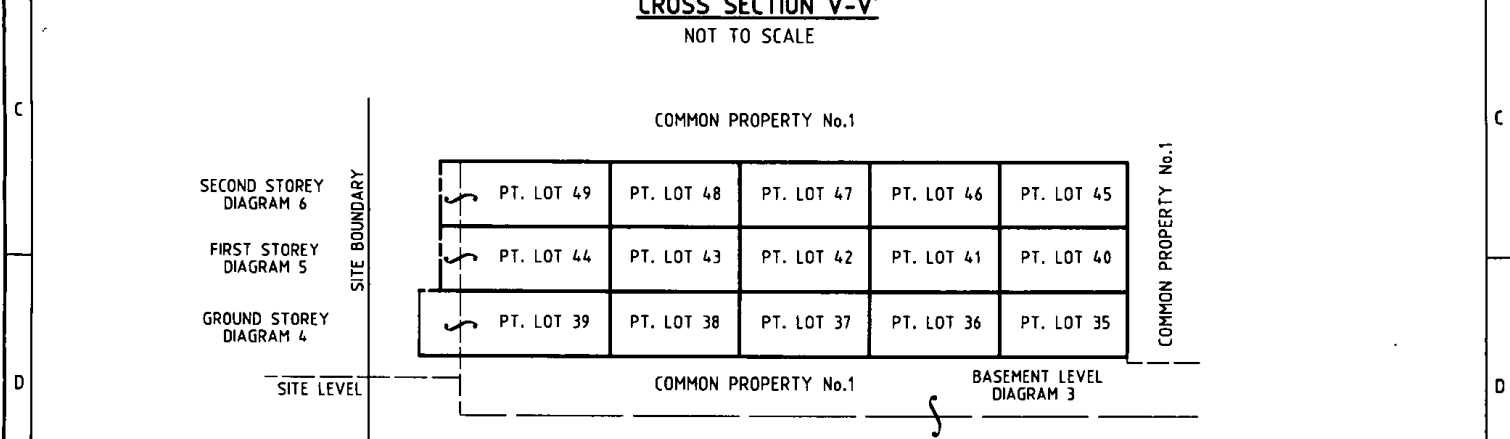 CROSS SECTION V-V'
NOT TO SCALE
C
C
COMMON PROPERTY No.1
SECOND STOREY
DIAGRAM 6
SITE BOUNDARY
PT. LOT 49 PT. LOT 48 PT. LOT 47 PT. LOT 46 PT. LOT 45
COMMON PROPERTY No.1
FIRST STOREY
DIAGRAM 5
PT. LOT 44 PT. LOT 43 PT. LOT 42 PT. LOT 41 PT. LOT 40
GROUND STOREY
DIAGRAM 4
PT. LOT 39 PT. LOT 38 PT. LOT 37 PT. LOT 36 PT. LOT 35
D
SITE LEVEL
COMMON PROPERTY No.1
BASEMENT LEVEL
DIAGRAM 3
D